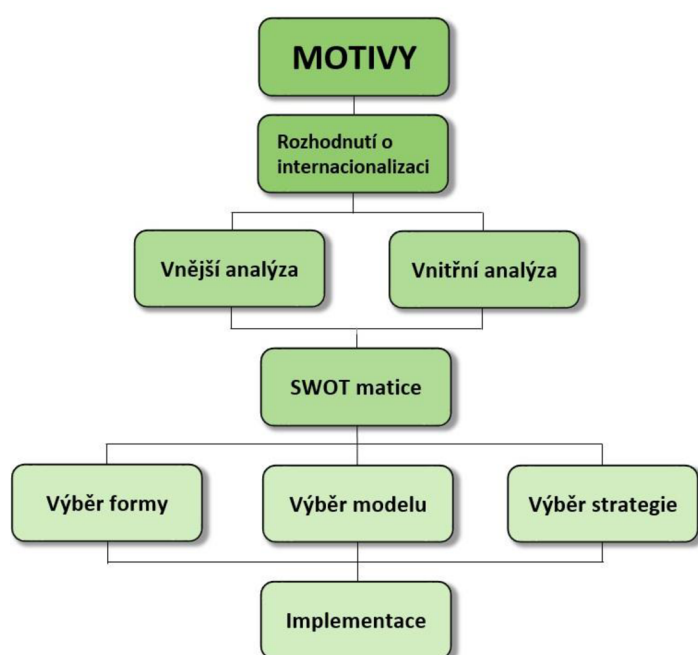 MOTIVY
Rozhodnutí o
internacionalizaci
Vnější analýza
Vnitřní analýza
SWOT matice
Výběr formy
Výběr modelu
Výběr strategie
Implementace